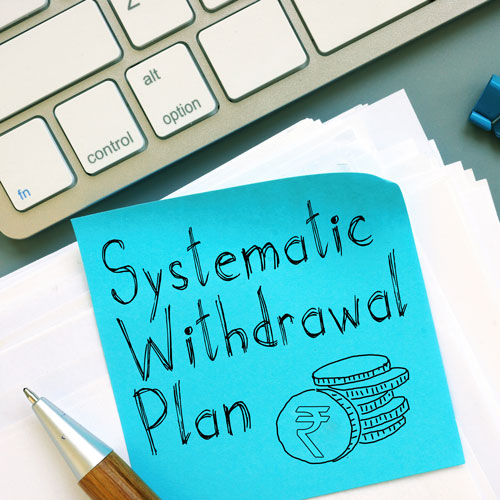 alt
option
control
fn
Systematic
Withdrawal
Plan
₹